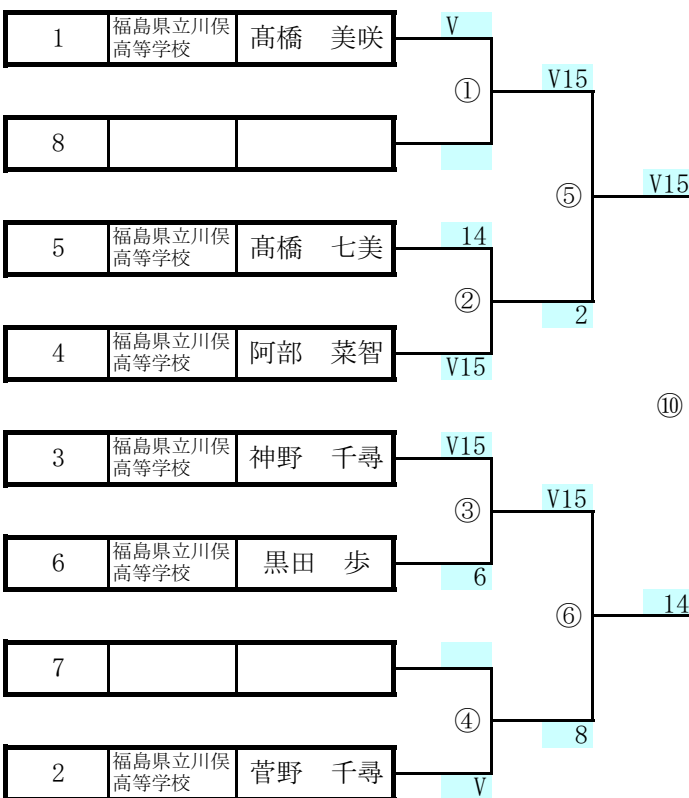 1 福島県立川俣高等学校 髙橋 美咲 V
① V15
8
⑤ V15
5 福島県立川俣高等学校 髙橋 七美 14
② 2
4 福島県立川俣高等学校 阿部 菜智 V15
⑩
3 福島県立川俣高等学校 神野 千尋 V15
③ V15
6 福島県立川俣高等学校 黒田 歩 6
⑥ 14
7
④ 8
2 福島県立川俣高等学校 菅野 千尋 V